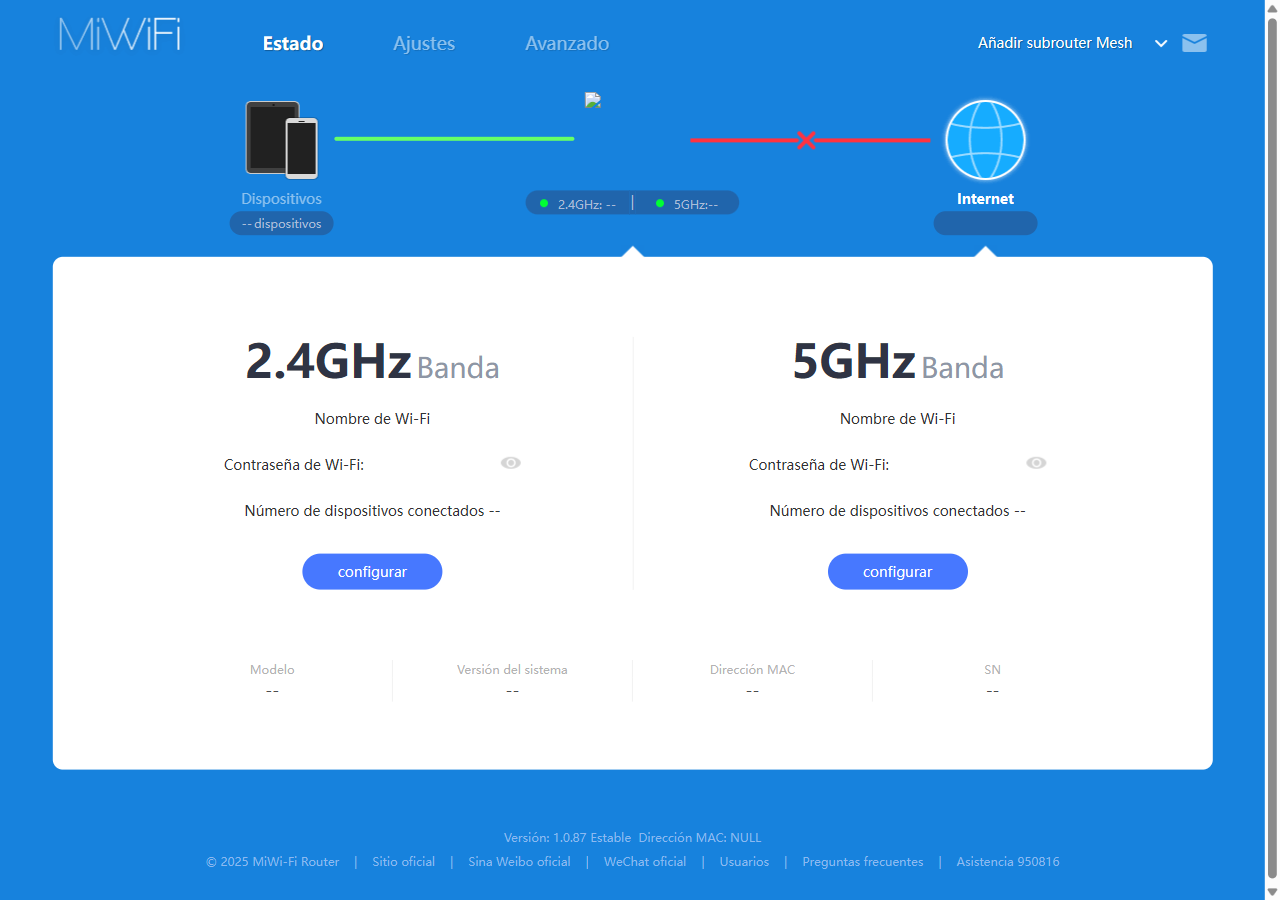 MiWiFi
Estado Ajustes Avanzado Añadir subrouter Mesh
Dispositivos
-- dispositivos
2.4GHz: -- | 5GHz:--
Internet
2.4GHz Banda
Nombre de Wi-Fi
Contraseña de Wi-Fi:
Número de dispositivos conectados --
configurar
5GHz Banda
Nombre de Wi-Fi
Contraseña de Wi-Fi:
Número de dispositivos conectados --
configurar
Modelo
--
Versión del sistema
--
Dirección MAC
--
SN
--
Versión: 1.0.87 Estable Dirección MAC: NULL
© 2025 MiWi-Fi Router | Sitio oficial | Sina Weibo oficial | WeChat oficial | Usuarios | Preguntas frecuentes | Asistencia 950816